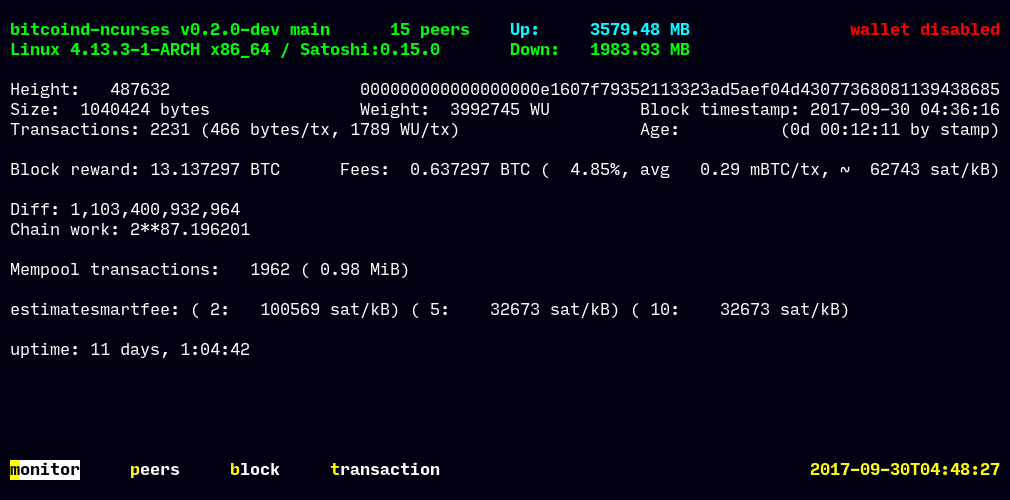 bitcoind-ncurses v0.2.0-dev main      15 peers    Up:     3579.48 MB                wallet disabled
Linux 4.13.3-1-ARCH x86_64 / Satoshi:0.15.0       Down:   1983.93 MB
Height:   487632                   000000000000000000e1607f79352113323ad5aef04d43077368081139438685
Size:  1040424 bytes               Weight:  3992745 WU         Block timestamp: 2017-09-30 04:36:16
Transactions: 2231 (466 bytes/tx, 1789 WU/tx)                  Age:          (0d 00:12:11 by stamp)
Block reward: 13.137297 BTC      Fees:  0.637297 BTC (  4.85%, avg   0.29 mBTC/tx, ~  62743 sat/kB)
Diff: 1,103,400,932,964
Chain work: 2**87.196201
Mempool transactions:   1962 ( 0.98 MiB)
estimatesmartfee: ( 2:   100569 sat/kB) ( 5:    32673 sat/kB) ( 10:    32673 sat/kB)
uptime: 11 days, 1:04:42
monitor     peers     block     transaction                                     2017-09-30T04:48:27